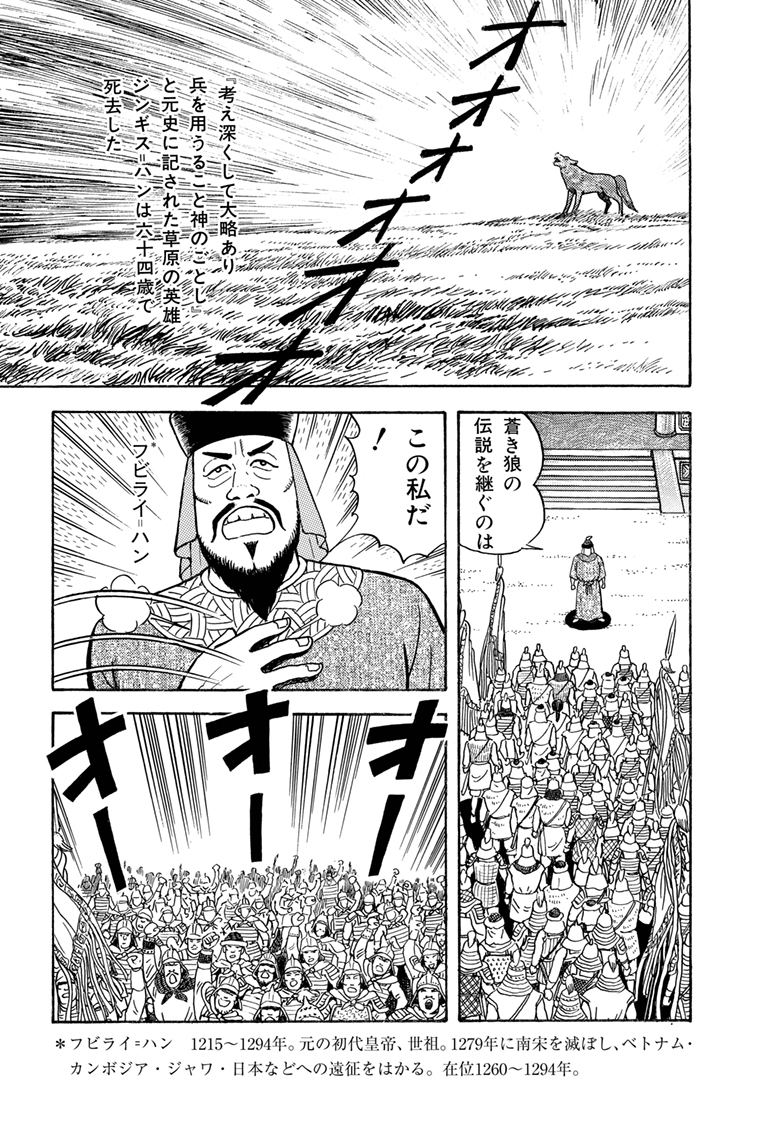 『考え深くして大略あり
兵を用うること神のごとし』
と元史に記された草原の英雄
ジンギス＝ハンは六十四歳で
死去した
オオオオオオ
蒼き狼の
伝説を継ぐのは
この私だ
！
フビライ＝ハン*
オー
オー
オー
＊フビライ＝ハン　1215〜1294年。元の初代皇帝、世祖。1279年に南宋を滅ぼし、ベトナム・
カンボジア・ジャワ・日本などへの遠征をはかる。在位1260〜1294年。